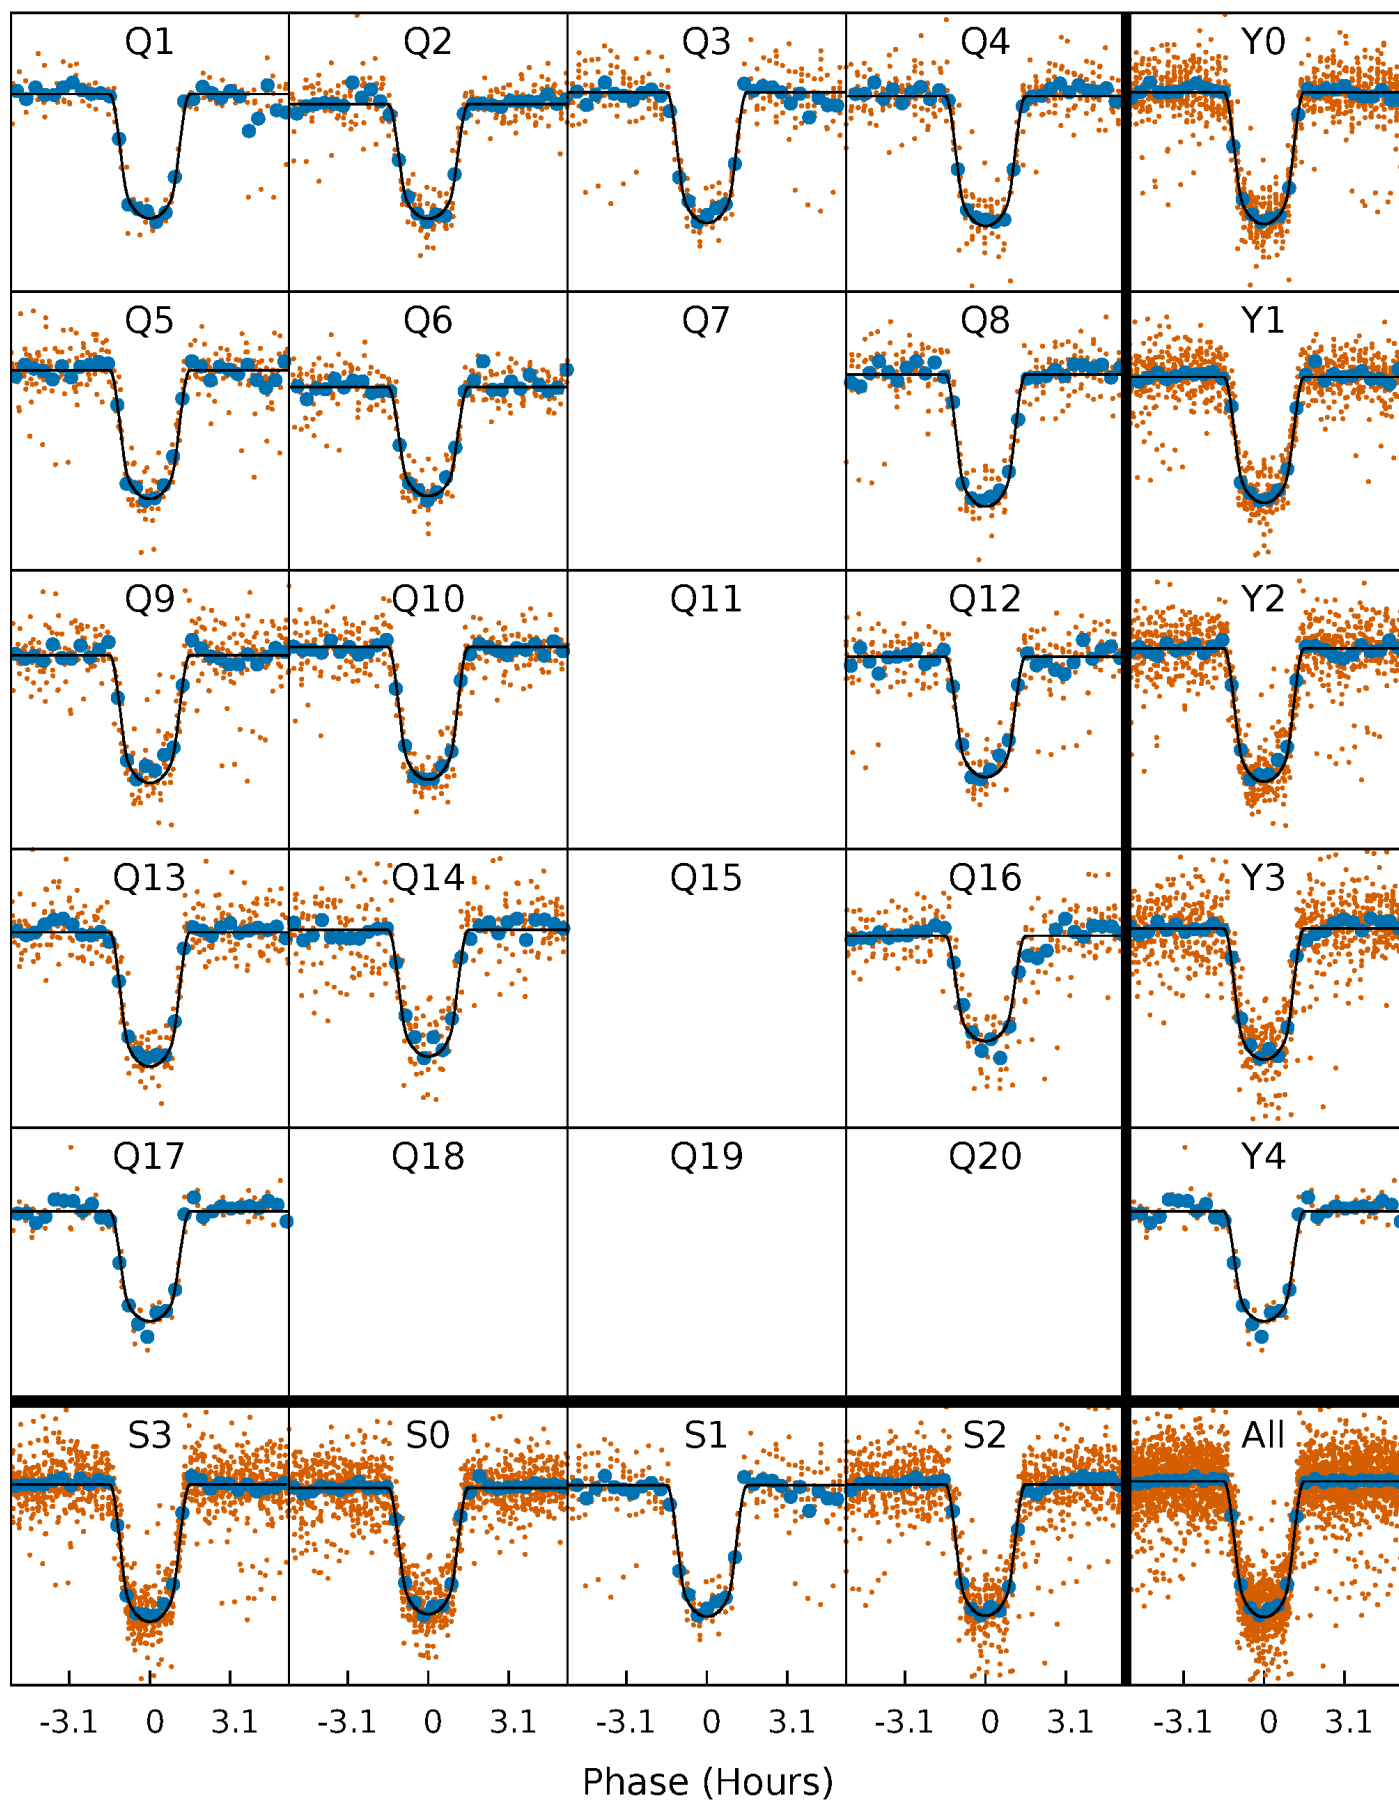 Q1 Q2 Q3 Q4 Y0
Q5 Q6 Q7 Q8 Y1
Q9 Q10 Q11 Q12 Y2
Q13 Q14 Q15 Q16 Y3
Q17 Q18 Q19 Q20 Y4
S3 S0 S1 S2 All
-3.1 0 3.1 -3.1 0 3.1 -3.1 0 3.1 -3.1 0 3.1 -3.1 0 3.1
Phase (Hours)